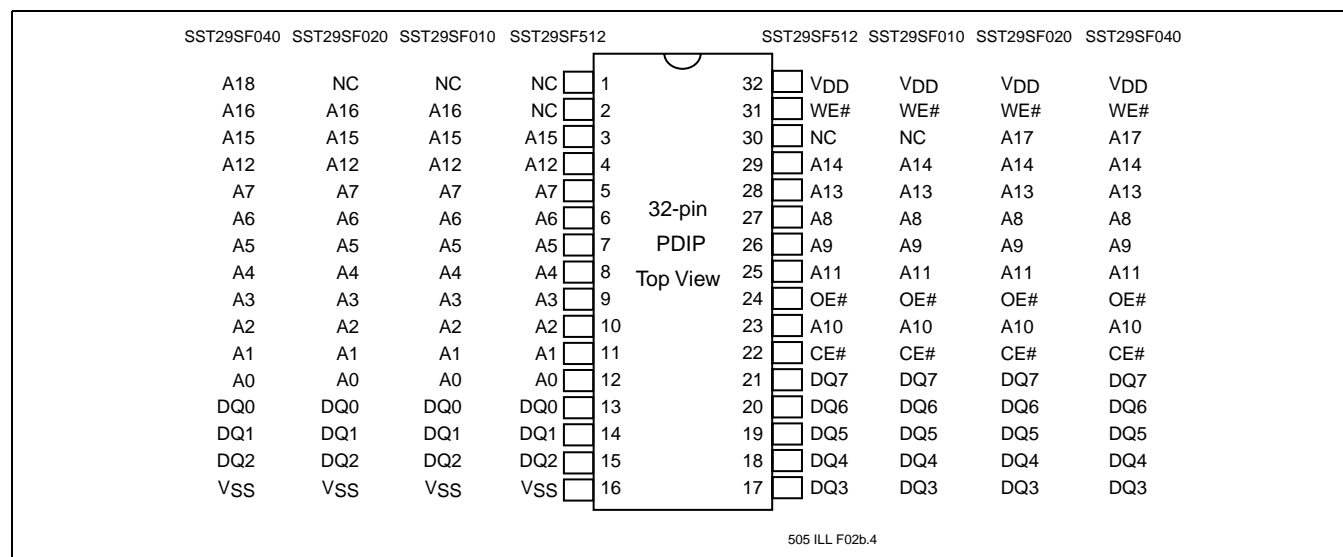 SST29SF040 SST29SF020 SST29SF010 SST29SF512 SST29SF512 SST29SF010 SST29SF020 SST29SF040
A18 NC NC NC 1 32 VDD VDD VDD VDD
A16 A16 A16 NC 2 31 WE# WE# WE# WE#
A15 A15 A15 A15 3 30 NC NC A17 A17
A12 A12 A12 A12 4 29 A14 A14 A14 A14
A7 A7 A7 A7 5 28 A13 A13 A13 A13
A6 A6 A6 A6 6 32-pin 27 A8 A8 A8 A8
A5 A5 A5 A5 7 PDIP 26 A9 A9 A9 A9
A4 A4 A4 A4 8 Top View 25 A11 A11 A11 A11
A3 A3 A3 A3 9 24 OE# OE# OE# OE#
A2 A2 A2 A2 10 23 A10 A10 A10 A10
A1 A1 A1 A1 11 22 CE# CE# CE# CE#
A0 A0 A0 A0 12 21 DQ7 DQ7 DQ7 DQ7
DQ0 DQ0 DQ0 DQ0 13 20 DQ6 DQ6 DQ6 DQ6
DQ1 DQ1 DQ1 DQ1 14 19 DQ5 DQ5 DQ5 DQ5
DQ2 DQ2 DQ2 DQ2 15 18 DQ4 DQ4 DQ4 DQ4
VSS VSS VSS VSS 16 17 DQ3 DQ3 DQ3 DQ3
505 ILL F02b.4